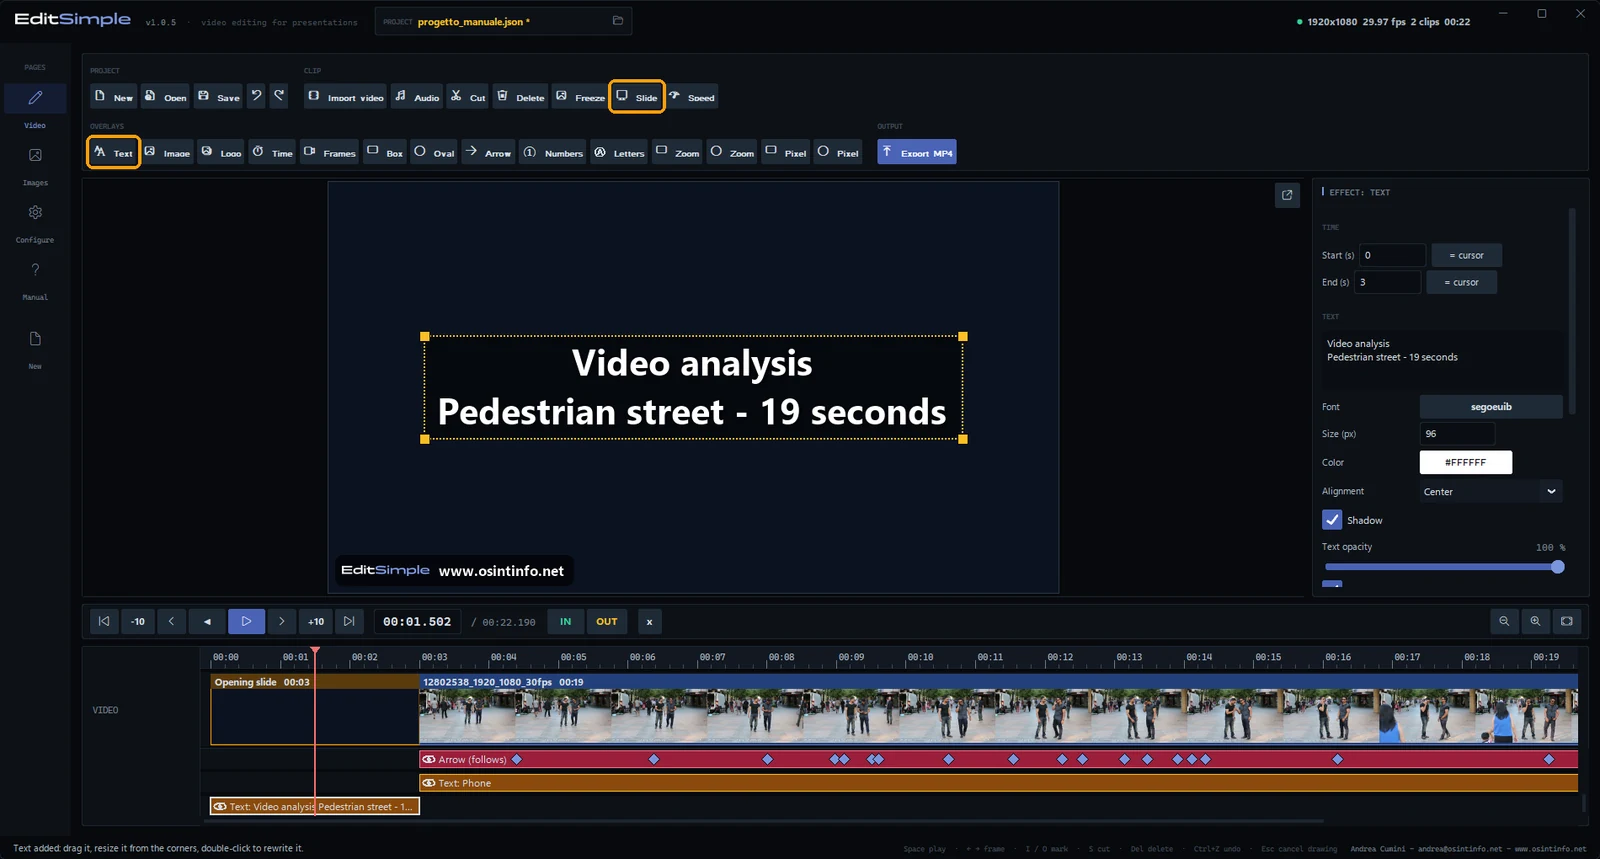 EditSimple v1.0.5 · video editing for presentations PROJECT progetto_manuale.json * 1920x1080 29.97 fps 2 clips 00:22
PAGES
Video
Images
Configure
Manual
New
PROJECT CLIP
New Open Save Import video Audio Cut Delete Freeze Slide Speed
OVERLAYS OUTPUT
Text Image Logo Time Frames Box Oval Arrow Numbers Letters Zoom Zoom Pixel Pixel Export MP4
Video analysis
Pedestrian street - 19 seconds
EditSimple www.osintinfo.net
EFFECT: TEXT
TIME
Start (s) 0 = cursor
End (s) 3 = cursor
TEXT
Video analysis
Pedestrian street - 19 seconds
Font segoeuib
Size (px) 96
Color #FFFFFF
Alignment Center
Shadow
Text opacity 100 %
-10 +10 00:01.502 / 00:22.190 IN OUT x
00:00 00:01 00:02 00:03 00:04 00:05 00:06 00:07 00:08 00:09 00:10 00:11 00:12 00:13 00:14 00:15 00:16 00:17 00:18 00:19
VIDEO
Opening slide 00:03 12802538_1920_1080_30fps 00:19
Arrow (follows)
Text: Phone
Text: Video analysis Pedestrian street - 1...
Text added: drag it, resize it from the corners, double-click to rewrite it. Space play · frame · I / O mark · S cut · Del delete · Ctrl+Z undo · Esc cancel drawing Andrea Cumini - andrea@osintinfo.net - www.osintinfo.net